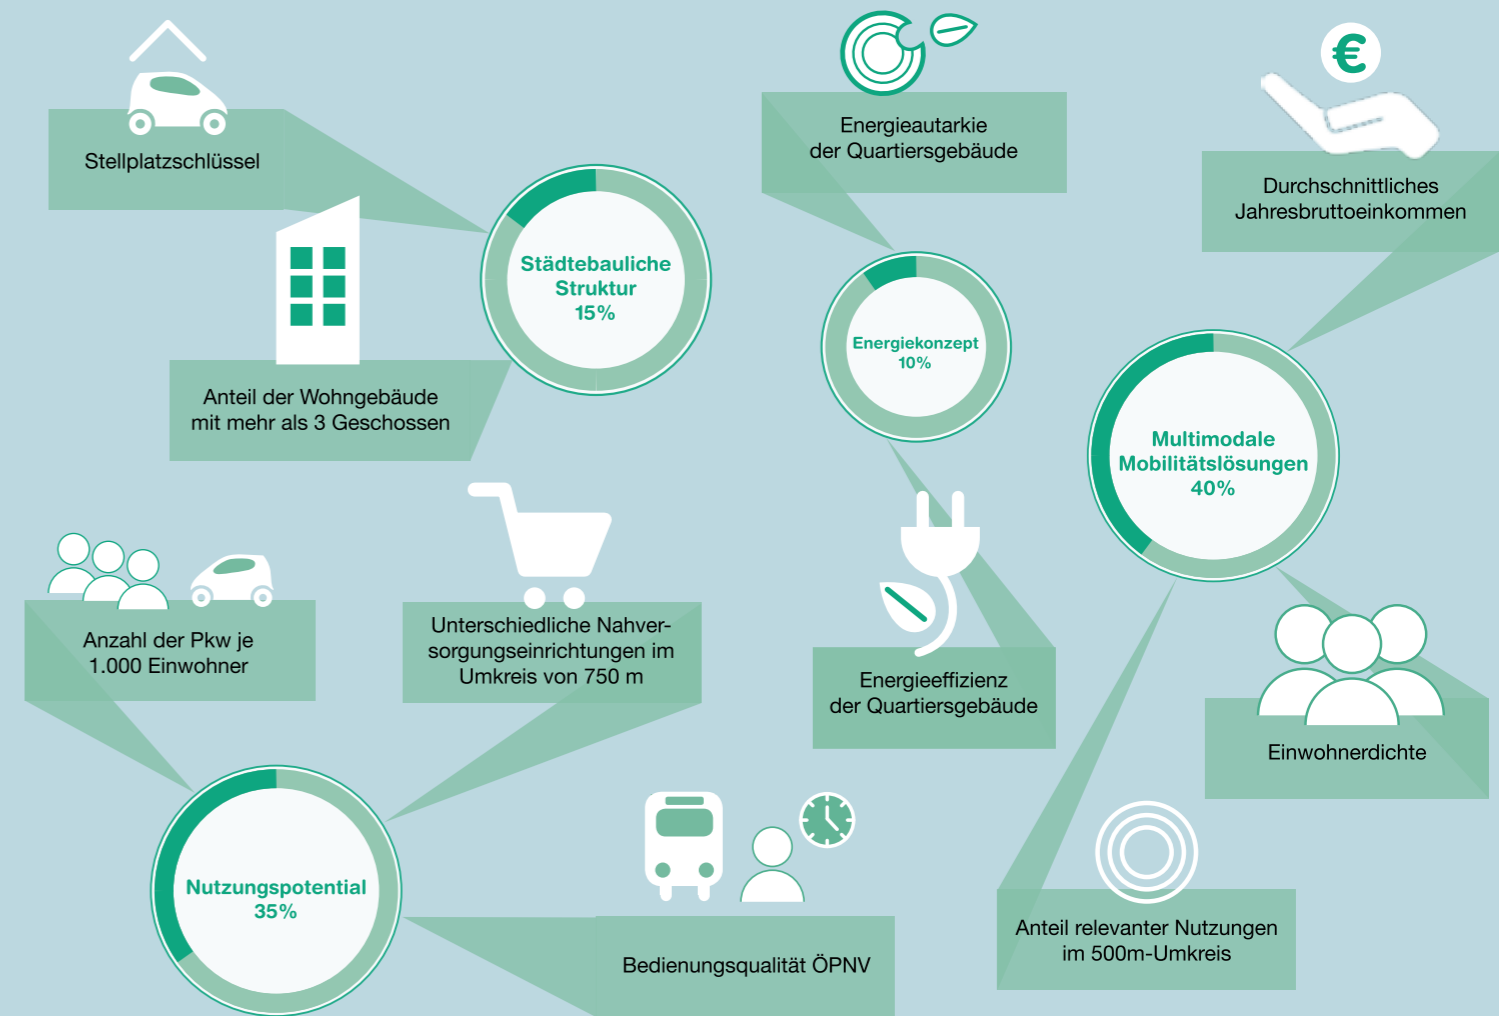 Stellplatzschlüssel
Städtebauliche
Struktur
15%
Anteil der Wohngebäude
mit mehr als 3 Geschossen
Energieautarkie
der Quartiersgebäude
Energiekonzept
10%
Energieeffizienz
der Quartiersgebäude
€
Durchschnittliches
Jahresbruttoeinkommen
Multimodale
Mobilitätslösungen
40%
Einwohnerdichte
Anteil relevanter Nutzungen
im 500m-Umkreis
Anzahl der Pkw je
1.000 Einwohner
Unterschiedliche Nahver-
sorgungseinrichtungen im
Umkreis von 750 m
Nutzungspotential
35%
Bedienungsqualität ÖPNV